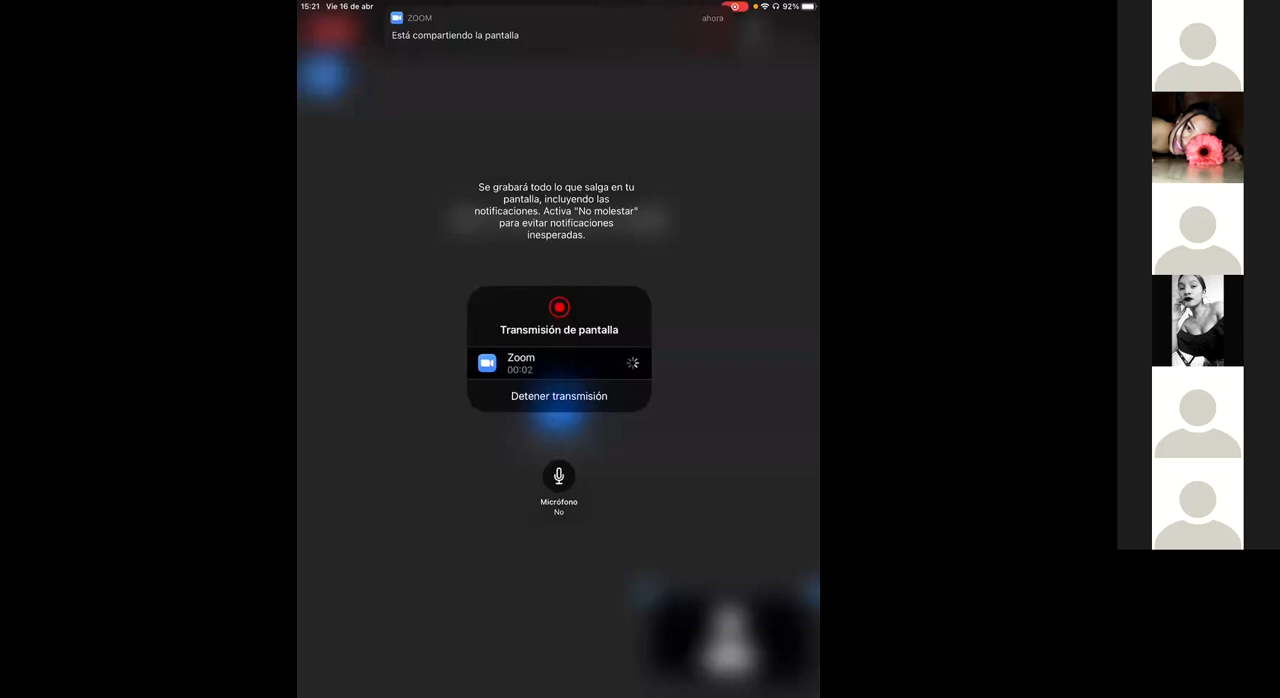 15:21 Vie 16 de abr
92%
ZOOM
ahora
Está compartiendo la pantalla
Se grabará todo lo que salga en tu
pantalla, incluyendo las
notificaciones. Activa "No molestar"
para evitar notificaciones
inesperadas.
Transmisión de pantalla
Zoom
00:02
Detener transmisión
Micrófono
No